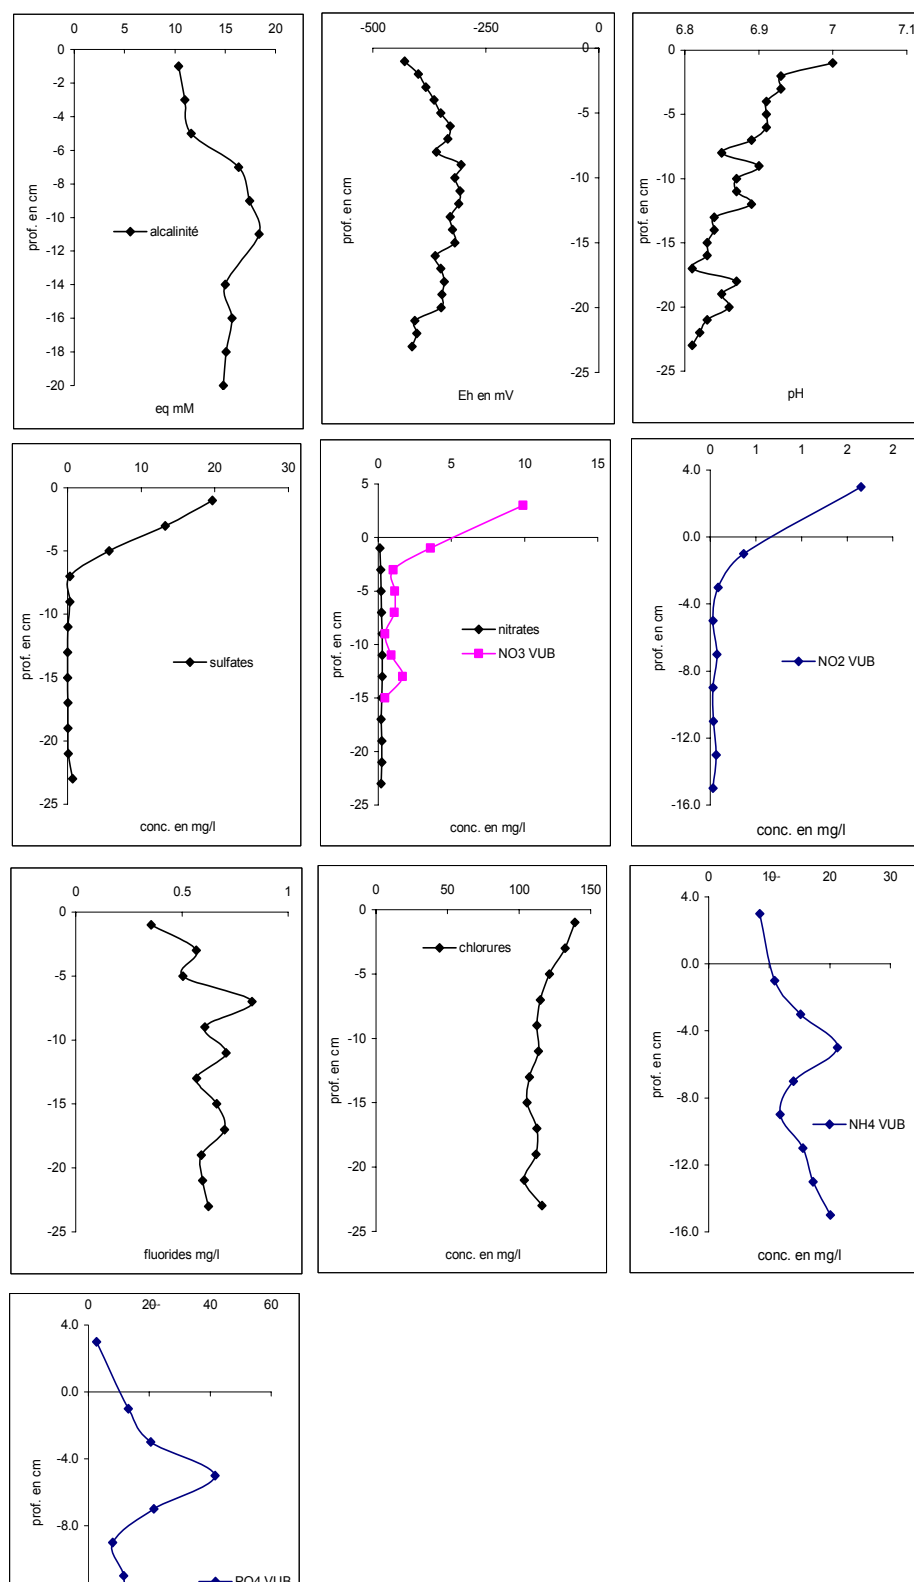 0 5 10 15 20
0
-2
-4
-6
-8
-10
-12
-14
-16
-18
-20
prof. en cm
alcalinité
eq mM
-500 -250 0
0
-5
-10
-15
-20
-25
prof. en cm
Eh en mV
6.8 6.9 7 7.1
0
-5
-10
-15
-20
-25
prof. en cm
pH
0 10 20 30
0
-5
-10
-15
-20
-25
prof. en cm
sulfates
conc. en mg/l
0 5 10 15
5
0
-5
-10
-15
-20
-25
prof. en cm
nitrates
NO3 VUB
conc. en mg/l
0 1 1 2 2
4.0
0.0
-4.0
-8.0
-12.0
-16.0
prof. en cm
NO2 VUB
conc. en mg/l
0 0.5 1
0
-5
-10
-15
-20
-25
prof. en cm
fluorides mg/l
0 50 100 150
0
-5
-10
-15
-20
-25
prof. en cm
chlorures
conc. en mg/l
0 10 20 30
4.0
0.0
-4.0
-8.0
-12.0
-16.0
prof. en cm
NH4 VUB
conc. en mg/l
0 20 40 60
4.0
0.0
-4.0
-8.0
prof. en cm
PO4 VUB